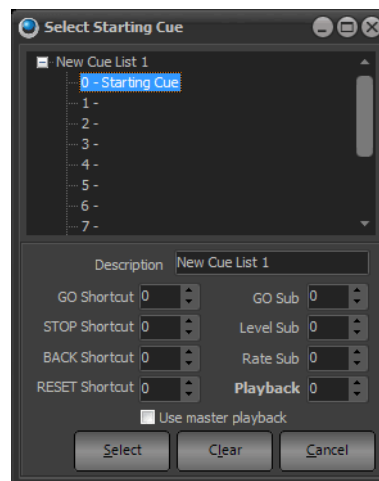 Select Starting Cue
New Cue List 1
0 - Starting Cue
1 -
2 -
3 -
4 -
5 -
6 -
7 -
Description New Cue List 1
GO Shortcut 0 GO Sub 0
STOP Shortcut 0 Level Sub 0
BACK Shortcut 0 Rate Sub 0
RESET Shortcut 0 Playback 0
Use master playback
Select Clear Cancel